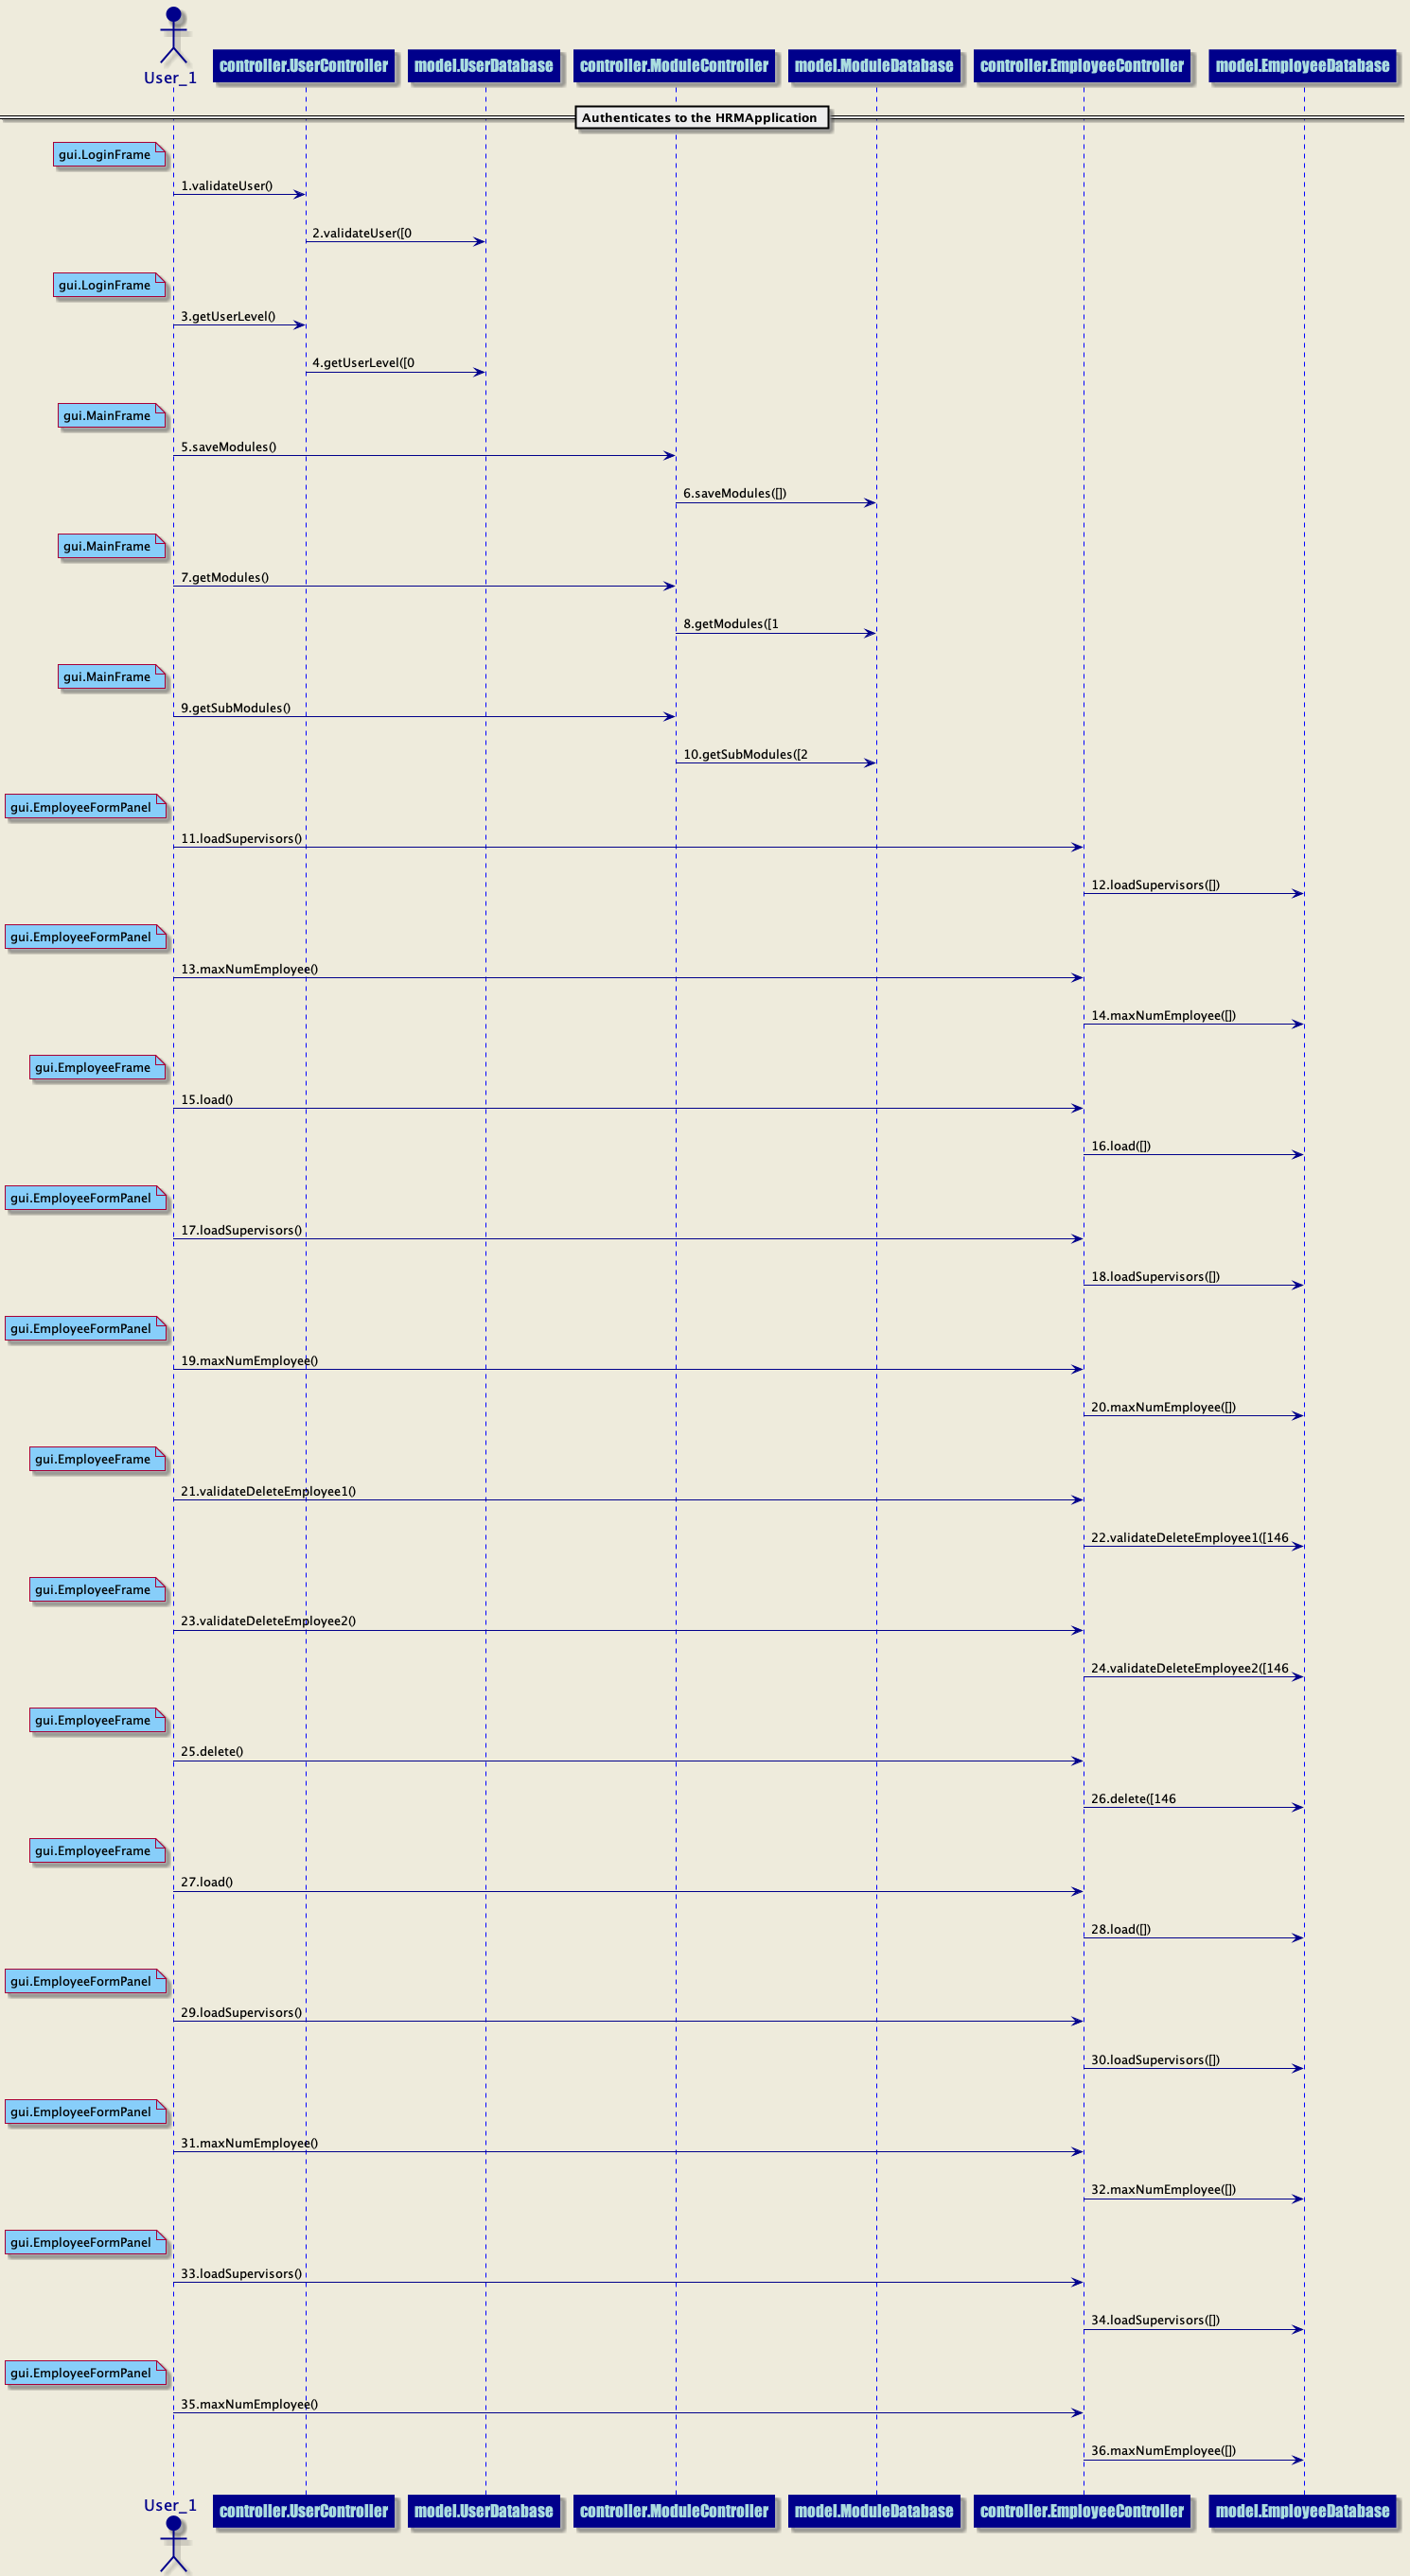 User_1
controller.UserController
model.UserDatabase
controller.ModuleController
model.ModuleDatabase
controller.EmployeeController
model.EmployeeDatabase
Authenticates to the HRMApplication
gui.LoginFrame
1.validateUser()
2.validateUser([0
gui.LoginFrame
3.getUserLevel()
4.getUserLevel([0
gui.MainFrame
5.saveModules()
6.saveModules([])
gui.MainFrame
7.getModules()
8.getModules([1
gui.MainFrame
9.getSubModules()
10.getSubModules([2
gui.EmployeeFormPanel
11.loadSupervisors()
12.loadSupervisors([])
gui.EmployeeFormPanel
13.maxNumEmployee()
14.maxNumEmployee([])
gui.EmployeeFrame
15.load()
16.load([])
gui.EmployeeFormPanel
17.loadSupervisors()
18.loadSupervisors([])
gui.EmployeeFormPanel
19.maxNumEmployee()
20.maxNumEmployee([])
gui.EmployeeFrame
21.validateDeleteEmployee1()
22.validateDeleteEmployee1([146
gui.EmployeeFrame
23.validateDeleteEmployee2()
24.validateDeleteEmployee2([146
gui.EmployeeFrame
25.delete()
26.delete([146
gui.EmployeeFrame
27.load()
28.load([])
gui.EmployeeFormPanel
29.loadSupervisors()
30.loadSupervisors([])
gui.EmployeeFormPanel
31.maxNumEmployee()
32.maxNumEmployee([])
gui.EmployeeFormPanel
33.loadSupervisors()
34.loadSupervisors([])
gui.EmployeeFormPanel
35.maxNumEmployee()
36.maxNumEmployee([])
User_1
controller.UserController
model.UserDatabase
controller.ModuleController
model.ModuleDatabase
controller.EmployeeController
model.EmployeeDatabase